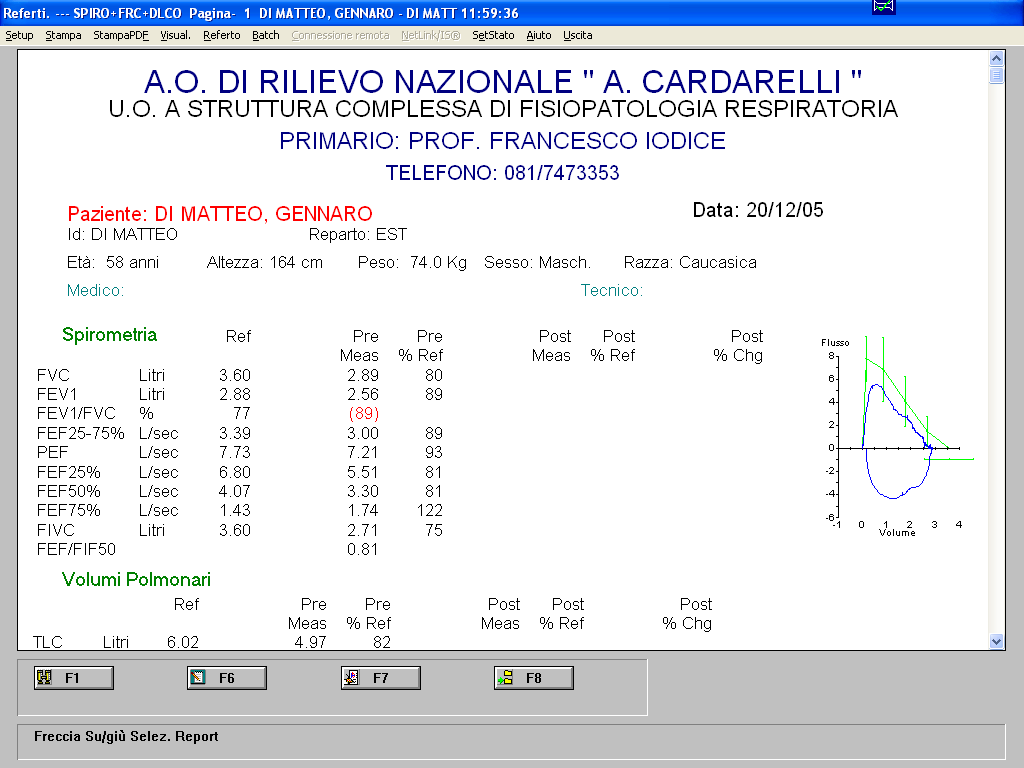 Referti. --- SPIRO+FRC+DLCO Pagina- 1 DI MATTEO, GENNARO - DI MATT 11:59:36
Setup Stampa StampaPDF Visual. Referto Batch Connessione remota NetLink/IS® SetStato Aiuto Uscita
A.O. DI RILIEVO NAZIONALE " A. CARDARELLI "
U.O. A STRUTTURA COMPLESSA DI FISIOPATOLOGIA RESPIRATORIA
PRIMARIO: PROF. FRANCESCO IODICE
TELEFONO: 081/7473353
Paziente: DI MATTEO, GENNARO Data: 20/12/05
Id: DI MATTEO Reparto: EST
Età: 58 anni Altezza: 164 cm Peso: 74.0 Kg Sesso: Masch. Razza: Caucasica
Medico: Tecnico:
Spirometria Ref Pre Pre Post Post Post
Meas % Ref Meas % Ref % Chg
FVC Litri 3.60 2.89 80
FEV1 Litri 2.88 2.56 89
FEV1/FVC % 77 (89)
FEF25-75% L/sec 3.39 3.00 89
PEF L/sec 7.73 7.21 93
FEF25% L/sec 6.80 5.51 81
FEF50% L/sec 4.07 3.30 81
FEF75% L/sec 1.43 1.74 122
FIVC Litri 3.60 2.71 75
FEF/FIF50 0.81
Flusso
8
6
4
2
0
-2
-4
-6
-1 0 1 2 3 4
Volume
Volumi Polmonari
Ref Pre Pre Post Post Post
Meas % Ref Meas % Ref % Chg
TLC Litri 6.02 4.97 82
F1 F6 F7 F8
Freccia Su/giù Selez. Report